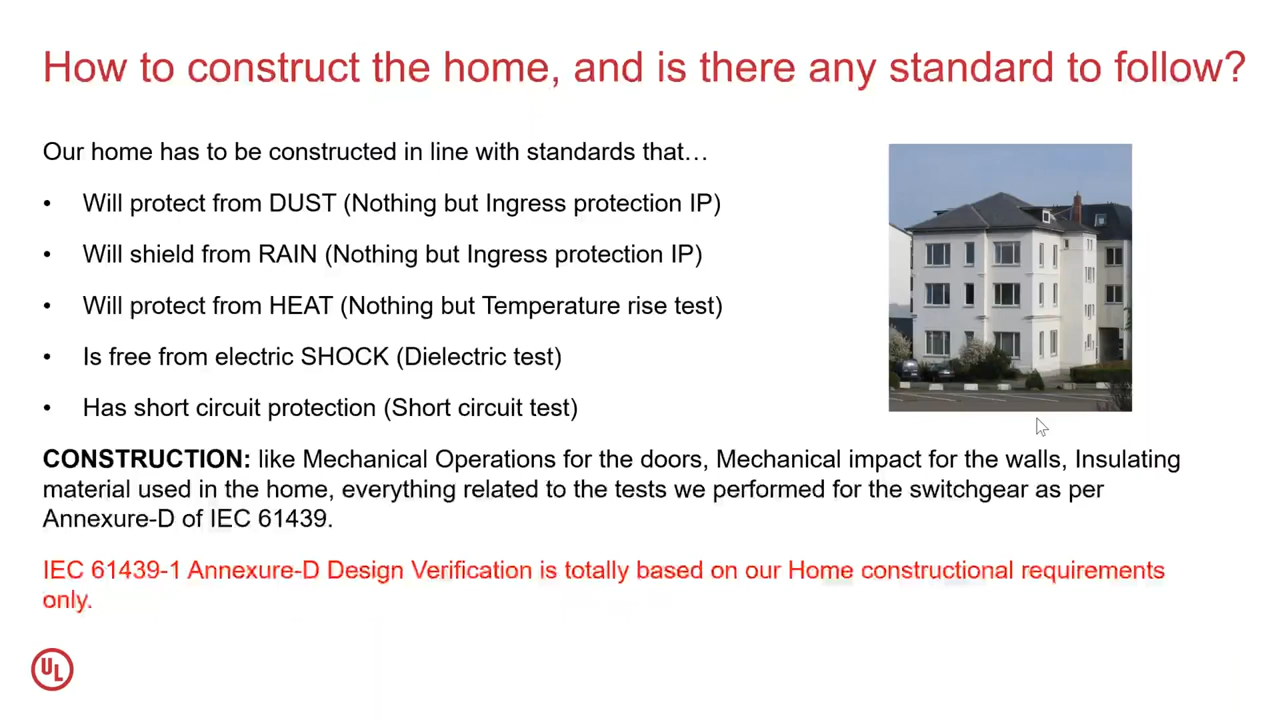 How to construct the home, and is there any standard to follow?
Our home has to be constructed in line with standards that…
• Will protect from DUST (Nothing but Ingress protection IP)
• Will shield from RAIN (Nothing but Ingress protection IP)
• Will protect from HEAT (Nothing but Temperature rise test)
• Is free from electric SHOCK (Dielectric test)
• Has short circuit protection (Short circuit test)
CONSTRUCTION: like Mechanical Operations for the doors, Mechanical impact for the walls, Insulating
material used in the home, everything related to the tests we performed for the switchgear as per
Annexure-D of IEC 61439.
IEC 61439-1 Annexure-D Design Verification is totally based on our Home constructional requirements
only.
UL